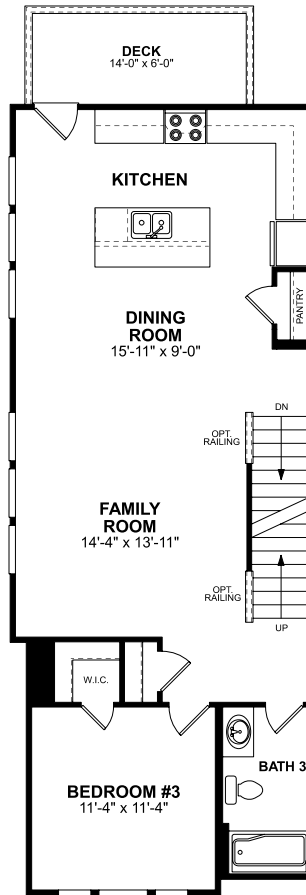 DECK
14'-0" x 6'-0"
KITCHEN
DINING
ROOM
15'-11" x 9'-0"
PANTRY
DN
OPT.
RAILING
FAMILY
ROOM
14'-4" x 13'-11"
OPT.
RAILING
UP
W.I.C.
BATH 3
BEDROOM #3
11'-4" x 11'-4"